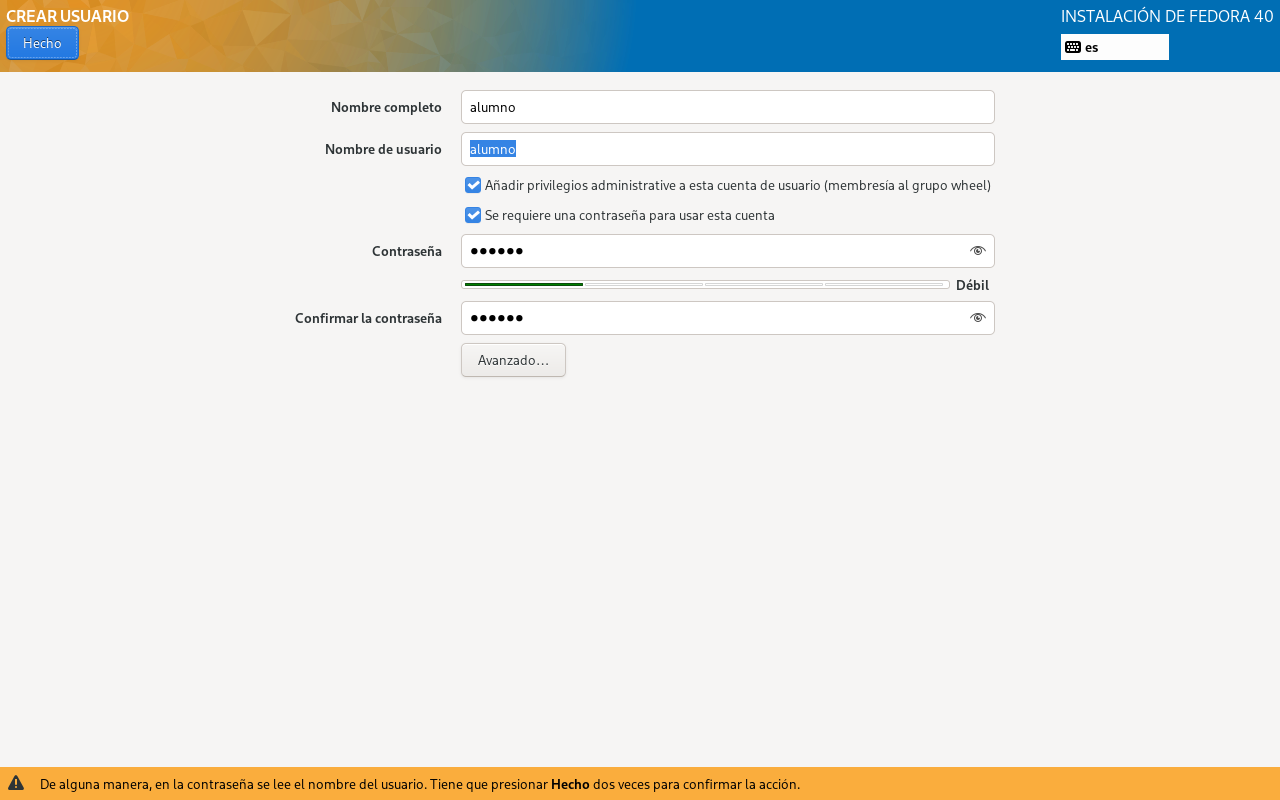 CREAR USUARIO
Hecho
INSTALACIÓN DE FEDORA 40
es
Nombre completo
alumno
Nombre de usuario
alumno
Añadir privilegios administrative a esta cuenta de usuario (membresía al grupo wheel)
Se requiere una contraseña para usar esta cuenta
Contraseña
●●●●●●
Débil
Confirmar la contraseña
●●●●●●
Avanzado...
De alguna manera, en la contraseña se lee el nombre del usuario. Tiene que presionar Hecho dos veces para confirmar la acción.